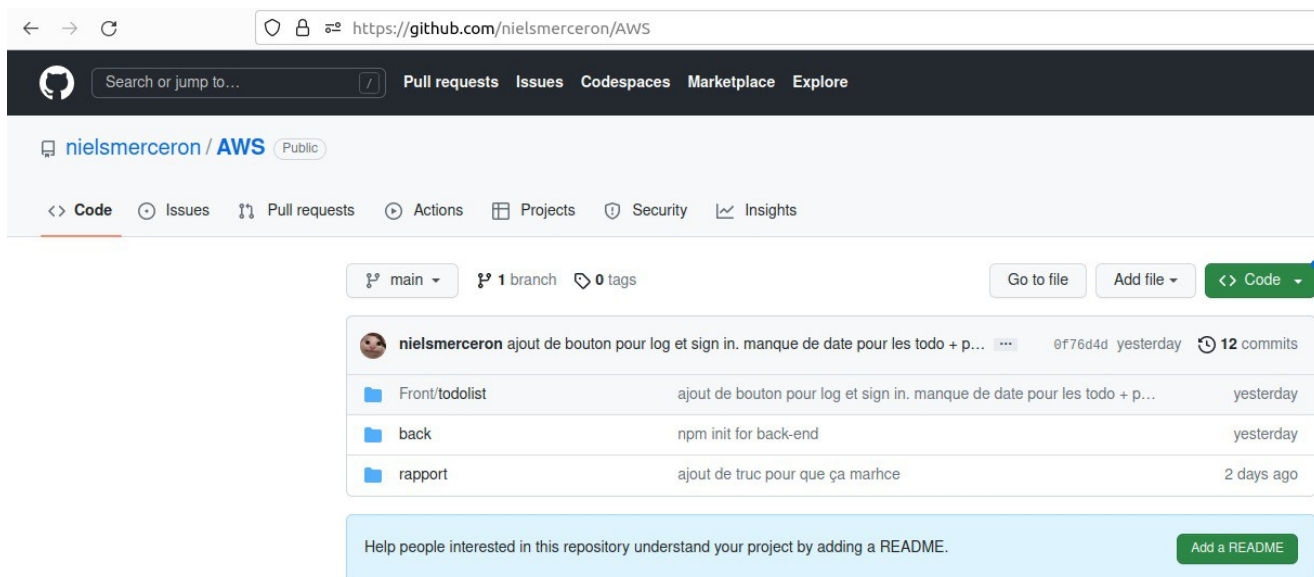 https://github.com/nielsmerceron/AWS
Search or jump to... / Pull requests Issues Codespaces Marketplace Explore
nielsmerceron / AWS Public
Code Issues Pull requests Actions Projects Security Insights
main 1 branch 0 tags Go to file Add file Code
nielsmerceron ajout de bouton pour log et sign in. manque de date pour les todo + p... ... 0f76d4d yesterday 12 commits
Front/todolist ajout de bouton pour log et sign in. manque de date pour les todo + p... yesterday
back npm init for back-end yesterday
rapport ajout de truc pour que ça marhce 2 days ago
Help people interested in this repository understand your project by adding a README. Add a README